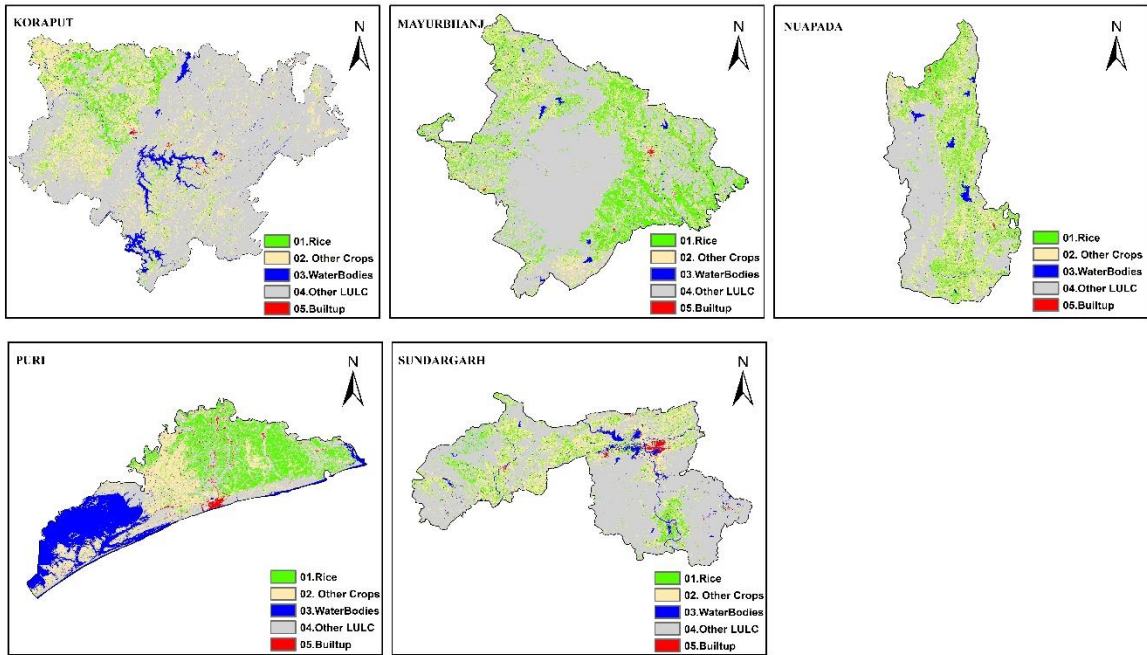 KORAPUT
N
01.Rice
02. Other Crops
03.WaterBodies
04.Other LULC
05.Builtup
MAYURBHANJ
N
01.Rice
02. Other Crops
03.WaterBodies
04.Other LULC
05.Builtup
NUAPADA
N
01.Rice
02. Other Crops
03.WaterBodies
04.Other LULC
05.Builtup
PURI
N
01.Rice
02. Other Crops
03.WaterBodies
04.Other LULC
05.Builtup
SUNDARGARH
N
01.Rice
02. Other Crops
03.WaterBodies
04.Other LULC
05.Builtup